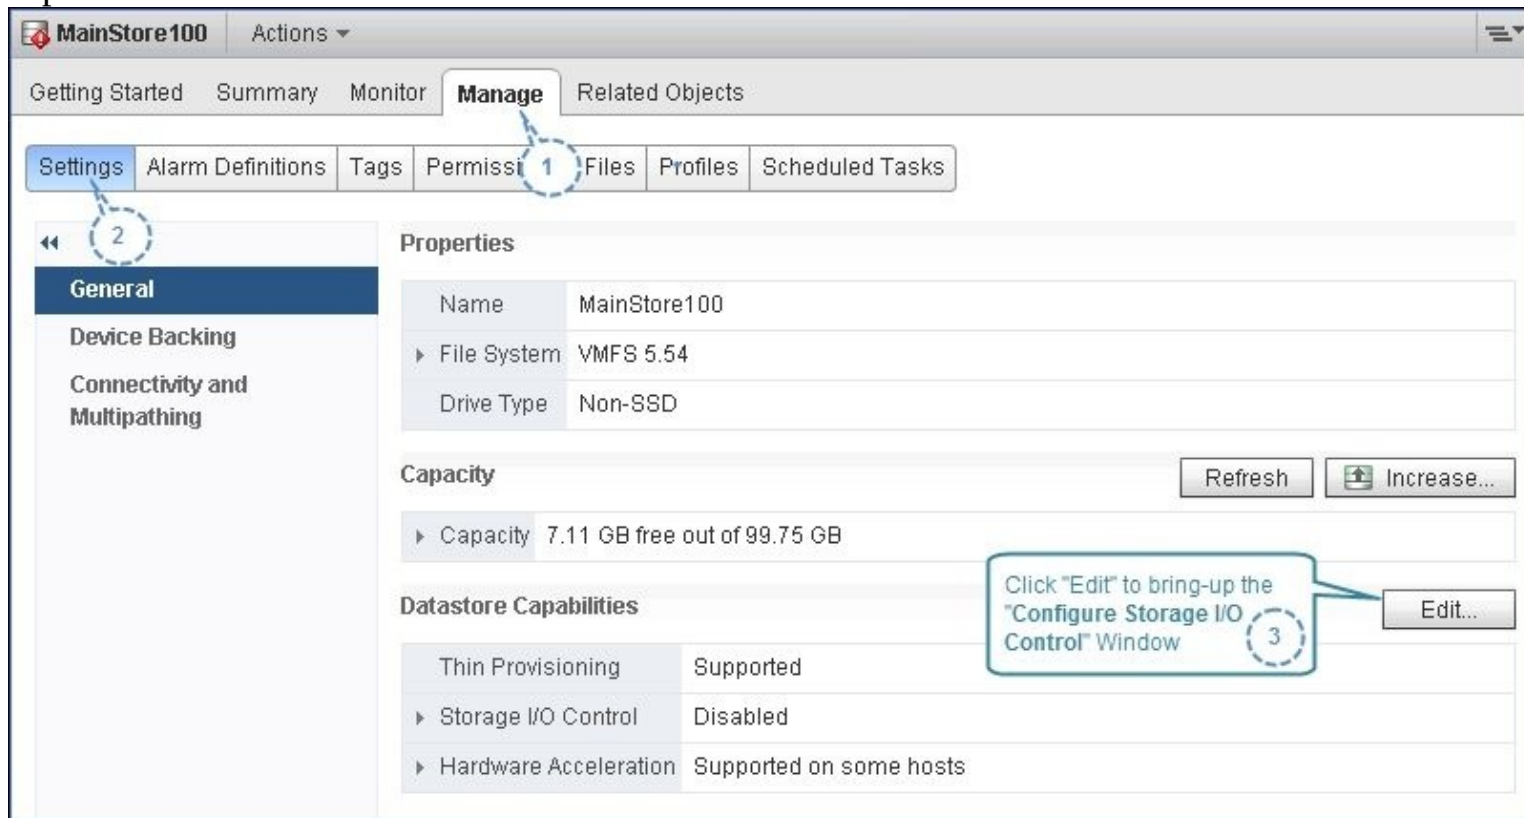 MainStore100 Actions
Getting Started Summary Monitor Manage Related Objects
1
Settings Alarm Definitions Tags Files Profiles Scheduled Tasks
2
General
Device Backing
Connectivity and
Multipathing
Properties
Name MainStore100
File System VMFS 5.54
Drive Type Non-SSD
Capacity Refresh Increase...
Capacity 7.11 GB free out of 99.75 GB
Datastore Capabilities Edit...
Click "Edit" to bring-up the
"Configure Storage I/O
Control" Window 3
Thin Provisioning Supported
Storage I/O Control Disabled
Hardware Acceleration Supported on some hosts